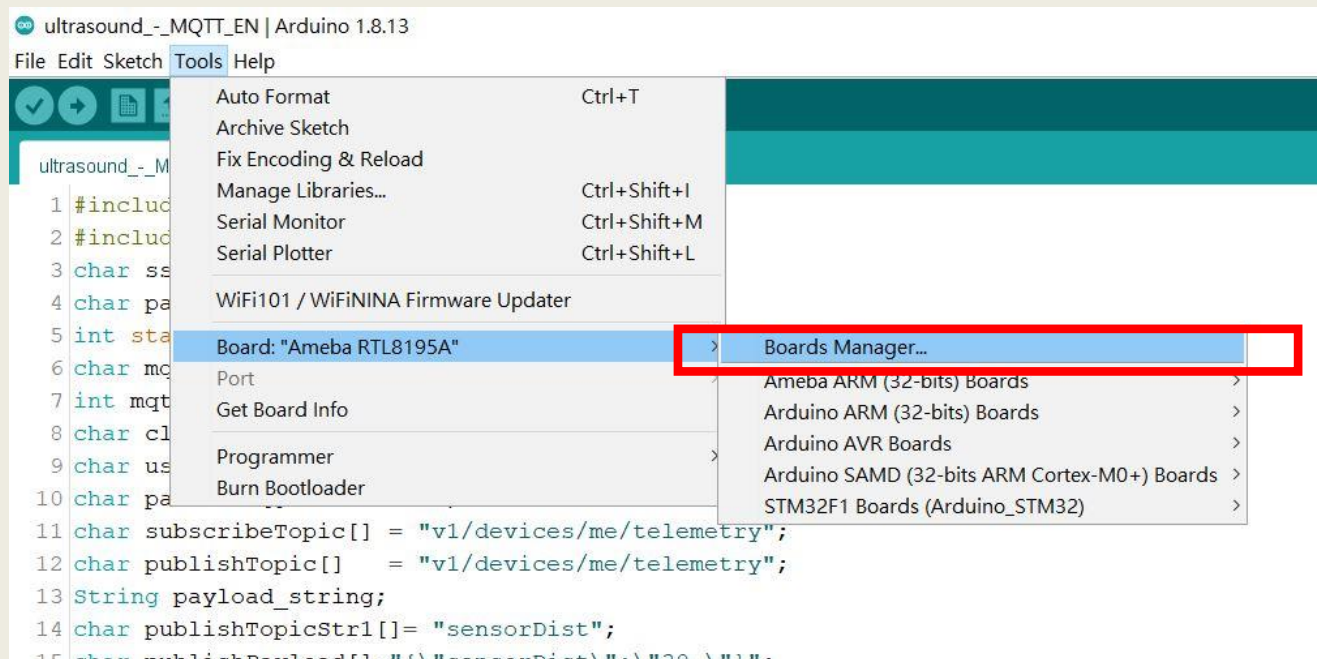 ultrasound_-_MQTT_EN | Arduino 1.8.13
File Edit Sketch Tools Help
Auto Format Ctrl+T
Archive Sketch
Fix Encoding & Reload
Manage Libraries... Ctrl+Shift+I
Serial Monitor Ctrl+Shift+M
Serial Plotter Ctrl+Shift+L
WiFi101 / WiFiNINA Firmware Updater
Board: "Ameba RTL8195A"
Port
Get Board Info
Programmer
Burn Bootloader
Boards Manager...
Ameba ARM (32-bits) Boards
Arduino ARM (32-bits) Boards
Arduino AVR Boards
Arduino SAMD (32-bits ARM Cortex-M0+) Boards
STM32F1 Boards (Arduino_STM32)
ultrasound_-_M
1 #includ
2 #includ
3 char ss
4 char pa
5 int sta
6 char mq
7 int mqt
8 char cl
9 char us
10 char pa
11 char subscribeTopic[] = "v1/devices/me/telemetry";
12 char publishTopic[] = "v1/devices/me/telemetry";
13 String payload_string;
14 char publishTopicStr1[]= "sensorDist";